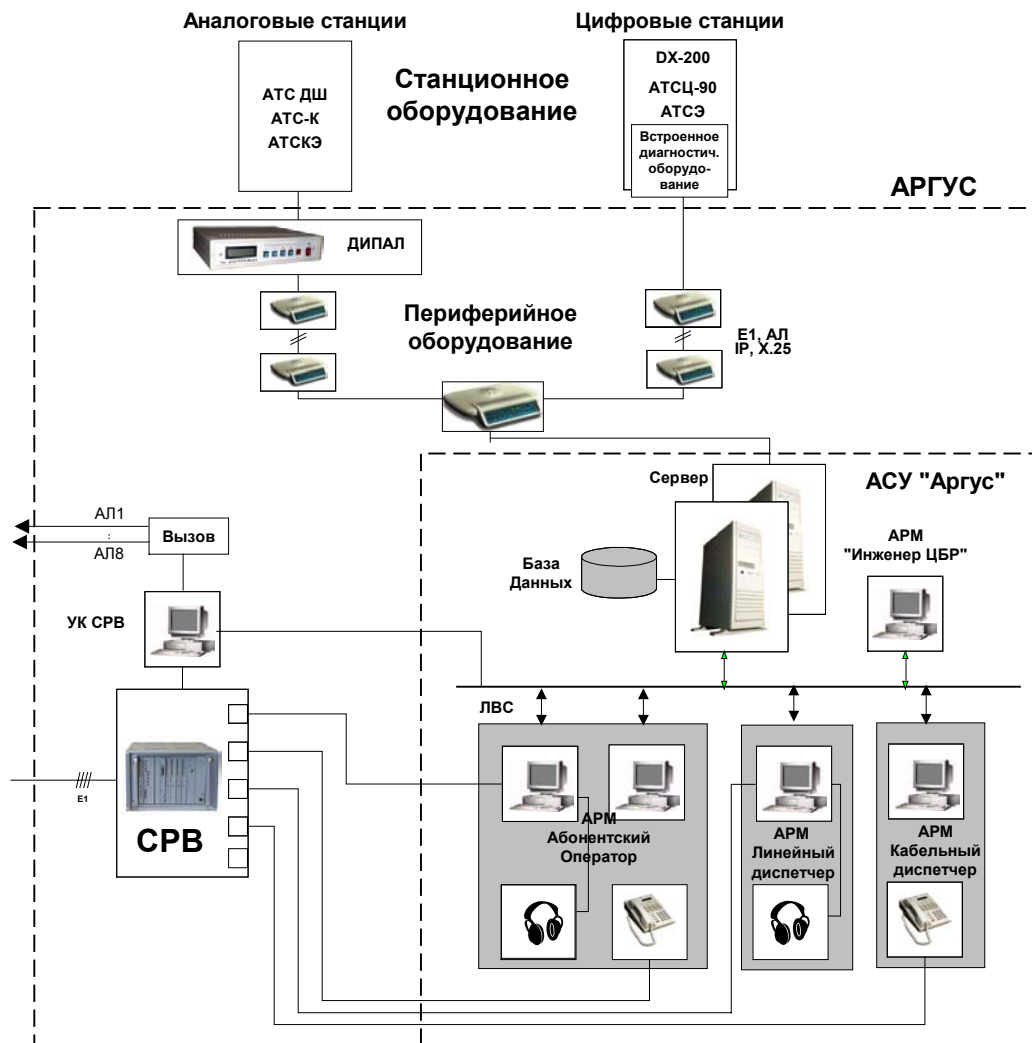 Аналоговые станции
Цифровые станции
АТС ДШ
АТС-К
АТСКЭ
Станционное
оборудование
DX-200
АТСЦ-90
АТСЭ
Встроенное
диагностич.
оборудо-
вание
АРГУС
ДИПАЛ
Периферийное
оборудование
E1, АЛ
IP, X.25
АСУ "Аргус"
Сервер
АЛ1
:
АЛ8
Вызов
База
Данных
АРМ
"Инженер ЦБР"
УК СРВ
ЛВС
E1
СРВ
АРМ
Абонентский
Оператор
АРМ
Линейный
диспетчер
АРМ
Кабельный
диспетчер